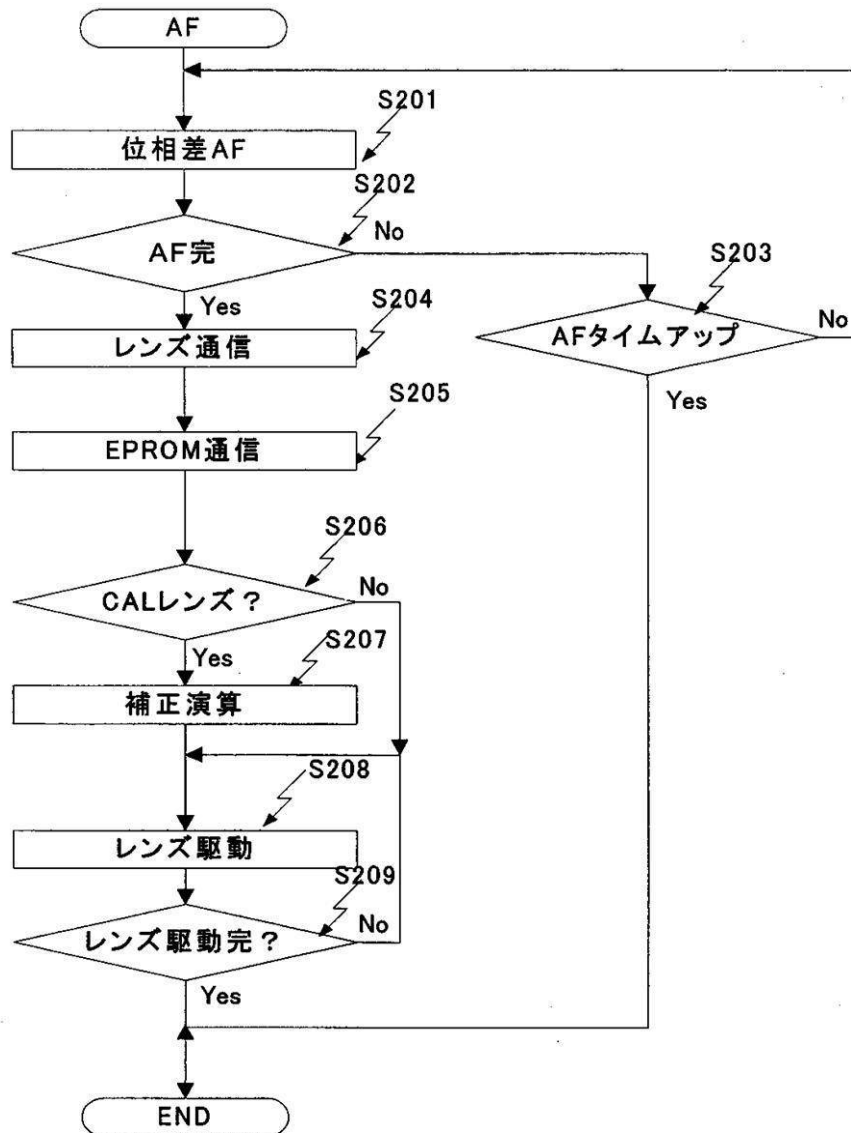 AF
S201
位相差AF
S202
AF完
No
Yes
S203
AFタイムアップ
No
Yes
S204
レンズ通信
S205
EPROM通信
S206
CALレンズ？
No
Yes
S207
補正演算
S208
レンズ駆動
S209
レンズ駆動完？
No
Yes
END